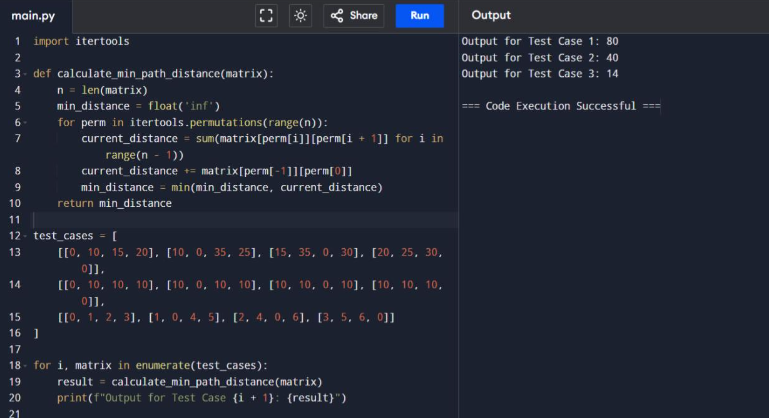 main.py
Share
Run
Output
1 import itertools
2
3 def calculate_min_path_distance(matrix):
4     n = len(matrix)
5     min_distance = float('inf')
6     for perm in itertools.permutations(range(n)):
7         current_distance = sum(matrix[perm[i]][perm[i + 1]] for i in
            range(n - 1))
8         current_distance += matrix[perm[-1]][perm[0]]
9         min_distance = min(min_distance, current_distance)
10     return min_distance
11
12 test_cases = [
13     [[0, 10, 15, 20], [10, 0, 35, 25], [15, 35, 0, 30], [20, 25, 30,
        0]],
14     [[0, 10, 10, 10], [10, 0, 10, 10], [10, 10, 0, 10], [10, 10, 10,
        0]],
15     [[0, 1, 2, 3], [1, 0, 4, 5], [2, 4, 0, 6], [3, 5, 6, 0]]
16 ]
17
18 for i, matrix in enumerate(test_cases):
19     result = calculate_min_path_distance(matrix)
20     print(f"Output for Test Case {i + 1}: {result}")
21
Output for Test Case 1: 80
Output for Test Case 2: 40
Output for Test Case 3: 14
=== Code Execution Successful ===